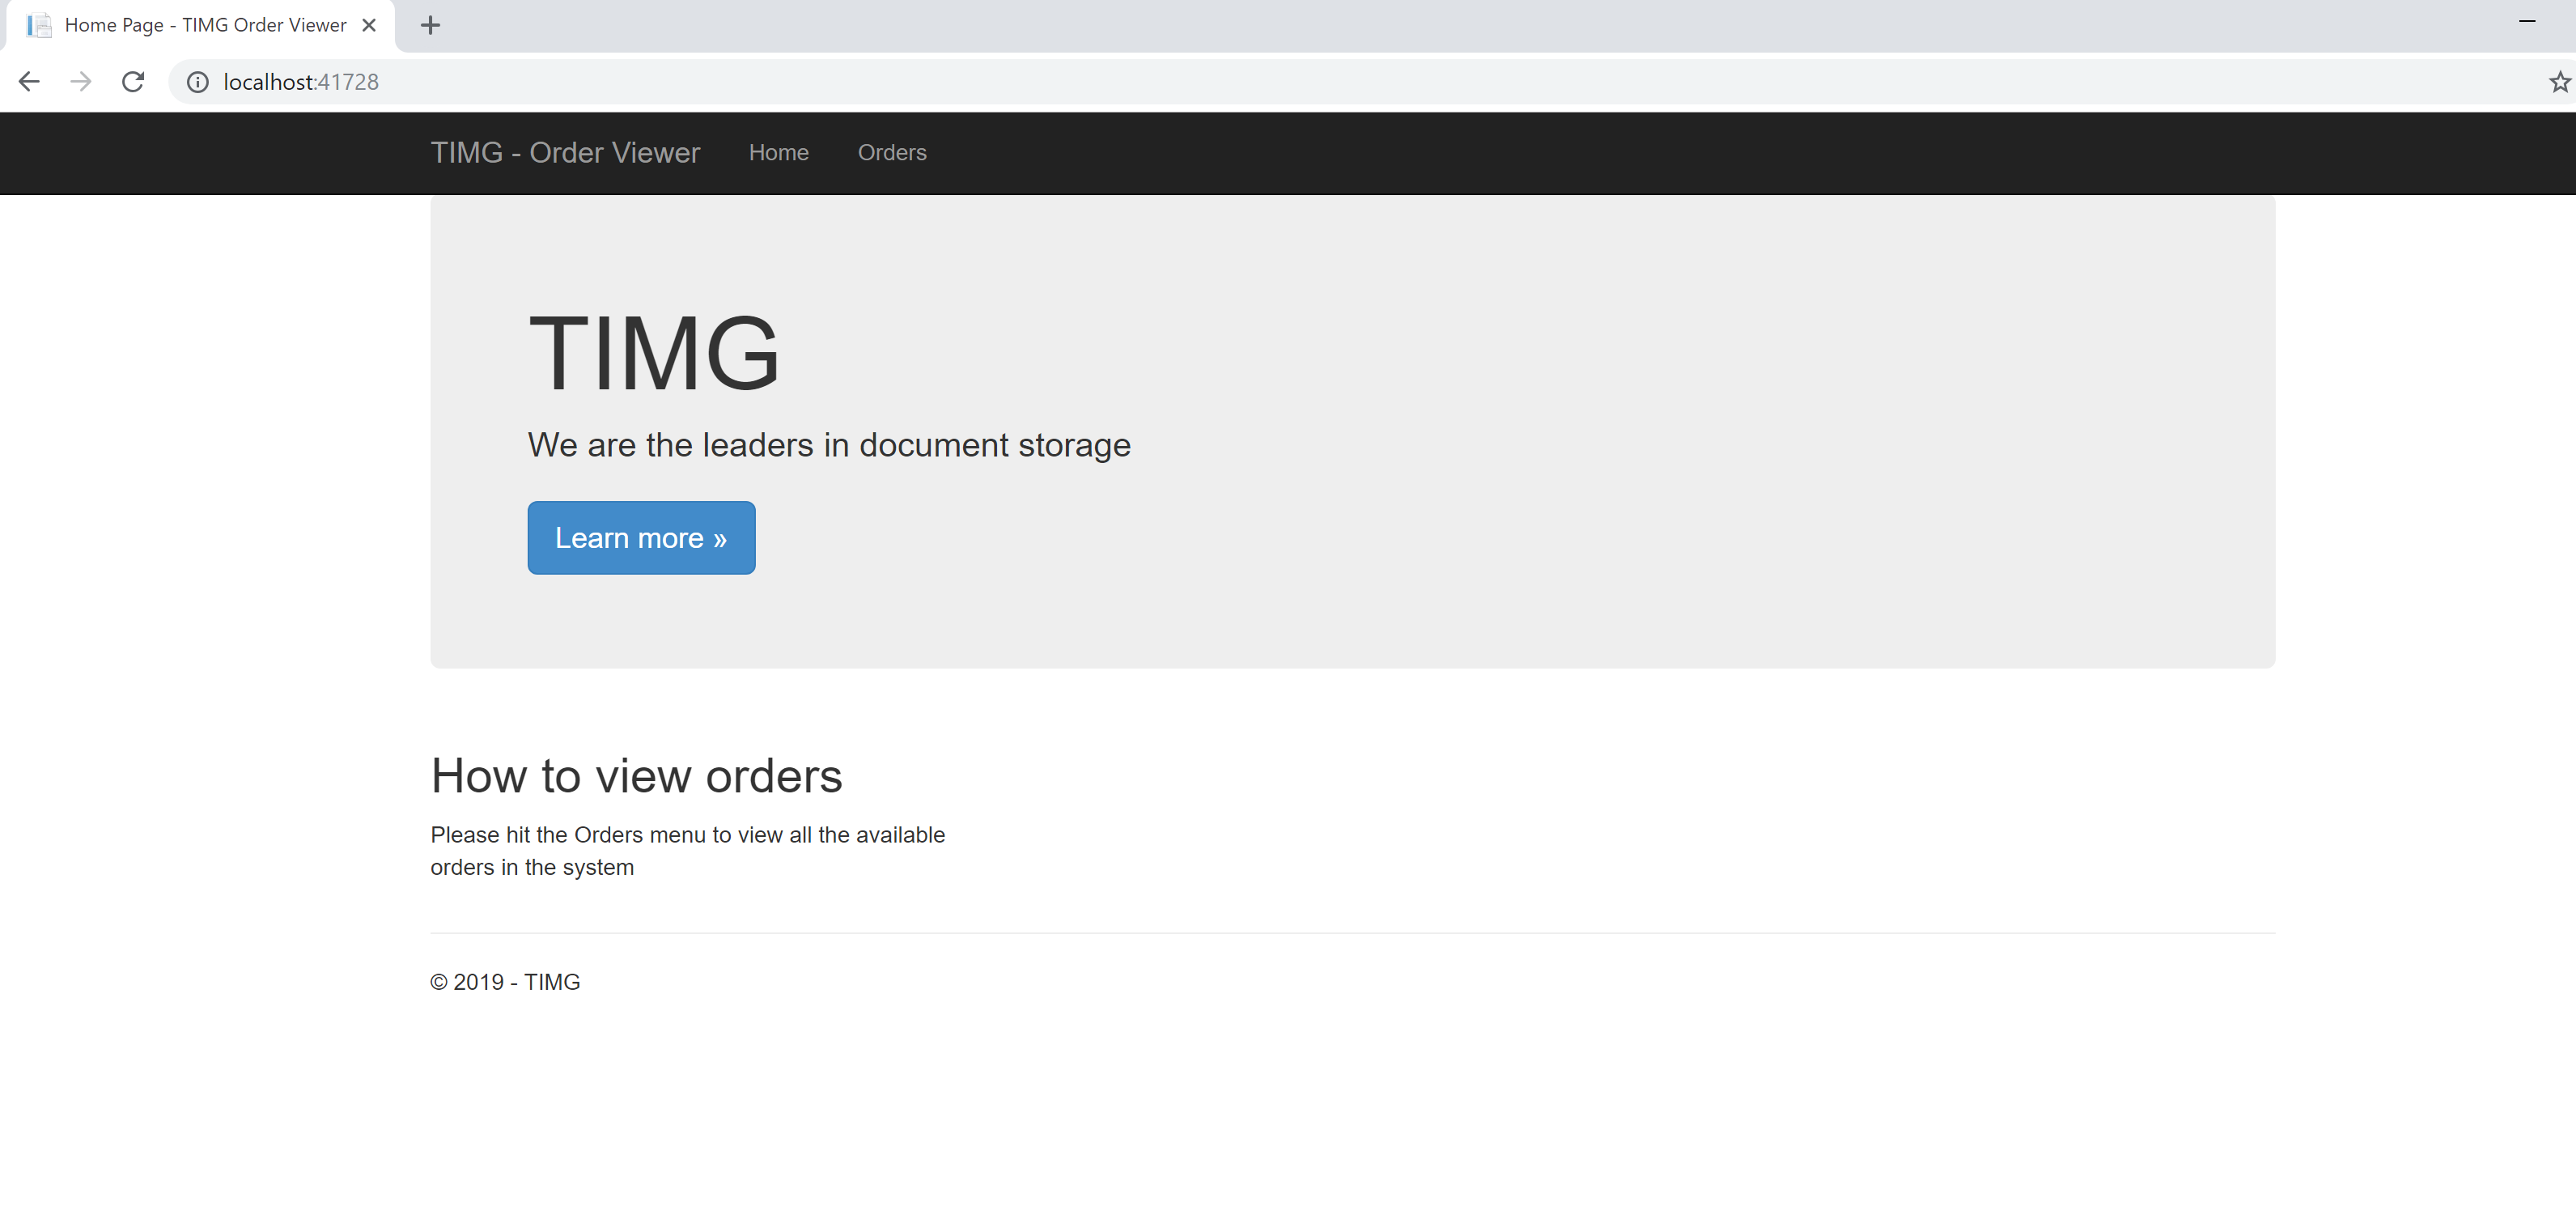 Home Page - TIMG Order Viewer
localhost:41728
TIMG - Order Viewer Home Orders
TIMG
We are the leaders in document storage
Learn more »
How to view orders
Please hit the Orders menu to view all the available
orders in the system
© 2019 - TIMG